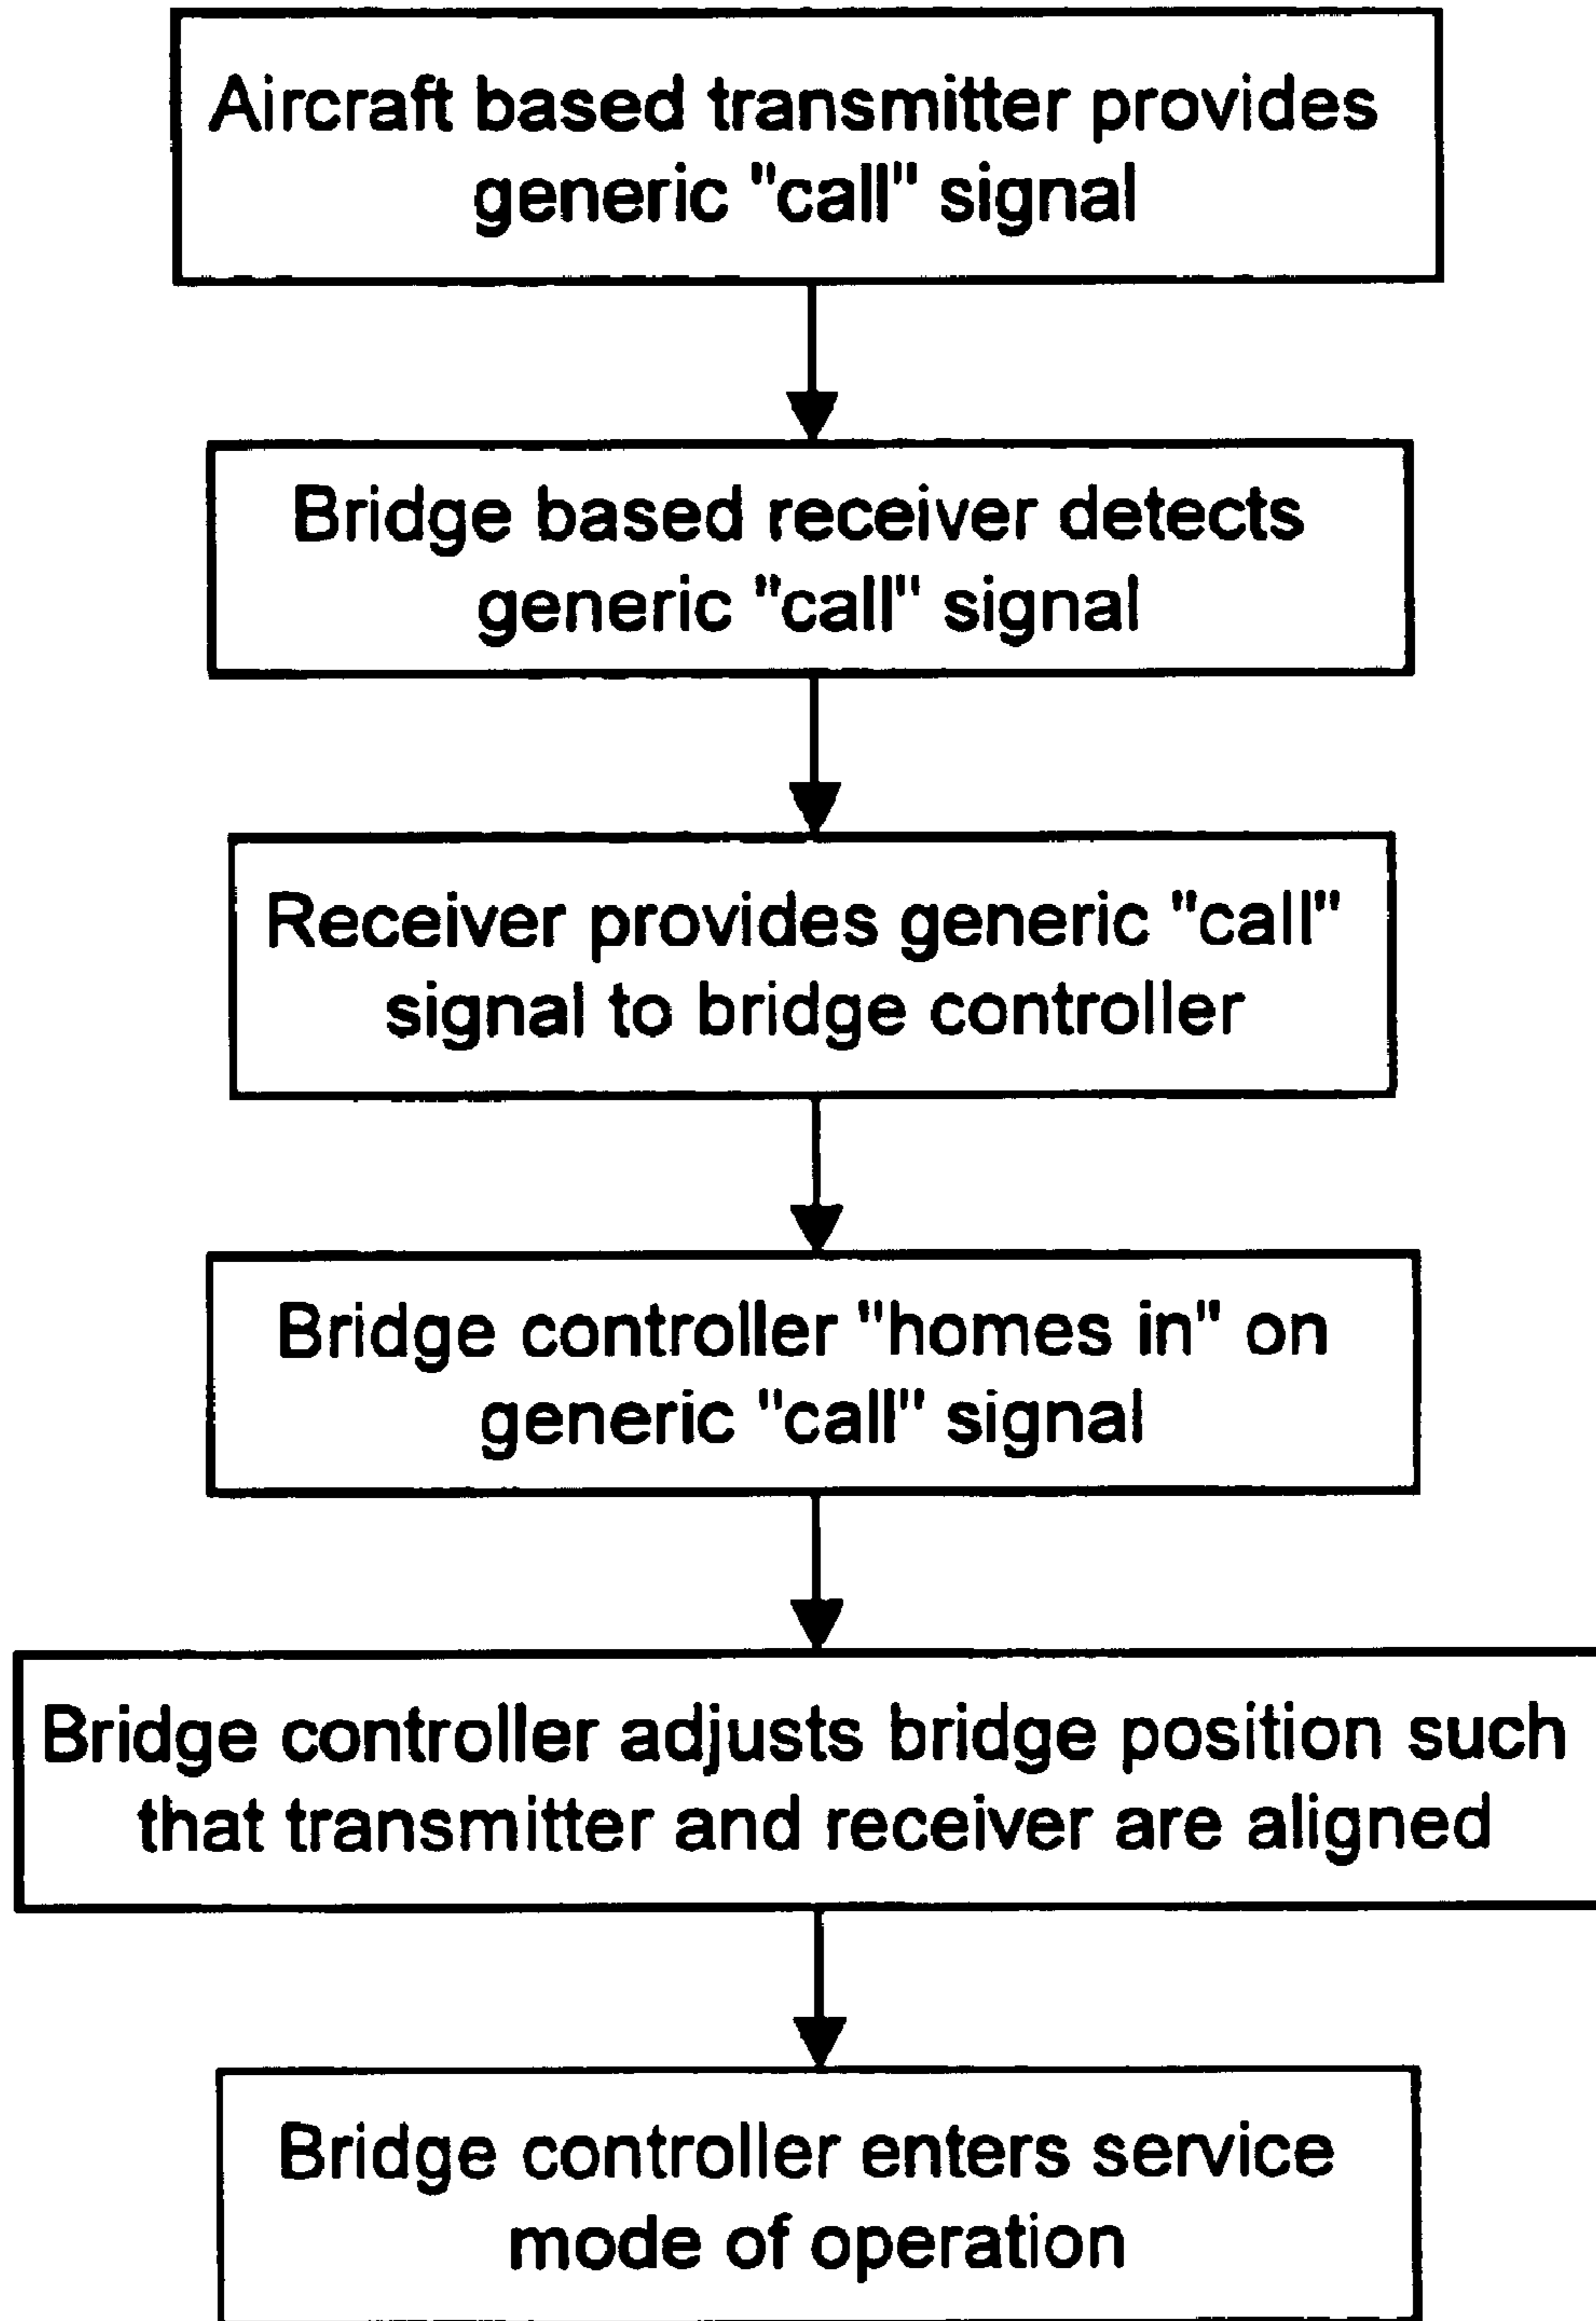 Aircraft based transmitter provides
generic "call" signal
Bridge based receiver detects
generic "call" signal
Receiver provides generic "call"
signal to bridge controller
Bridge controller "homes in" on
generic "call" signal
Bridge controller adjusts bridge position such
that transmitter and receiver are aligned
Bridge controller enters service
mode of operation